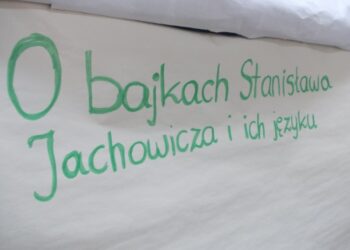 O bajkach Stanisława
Jachowicza i ich języku